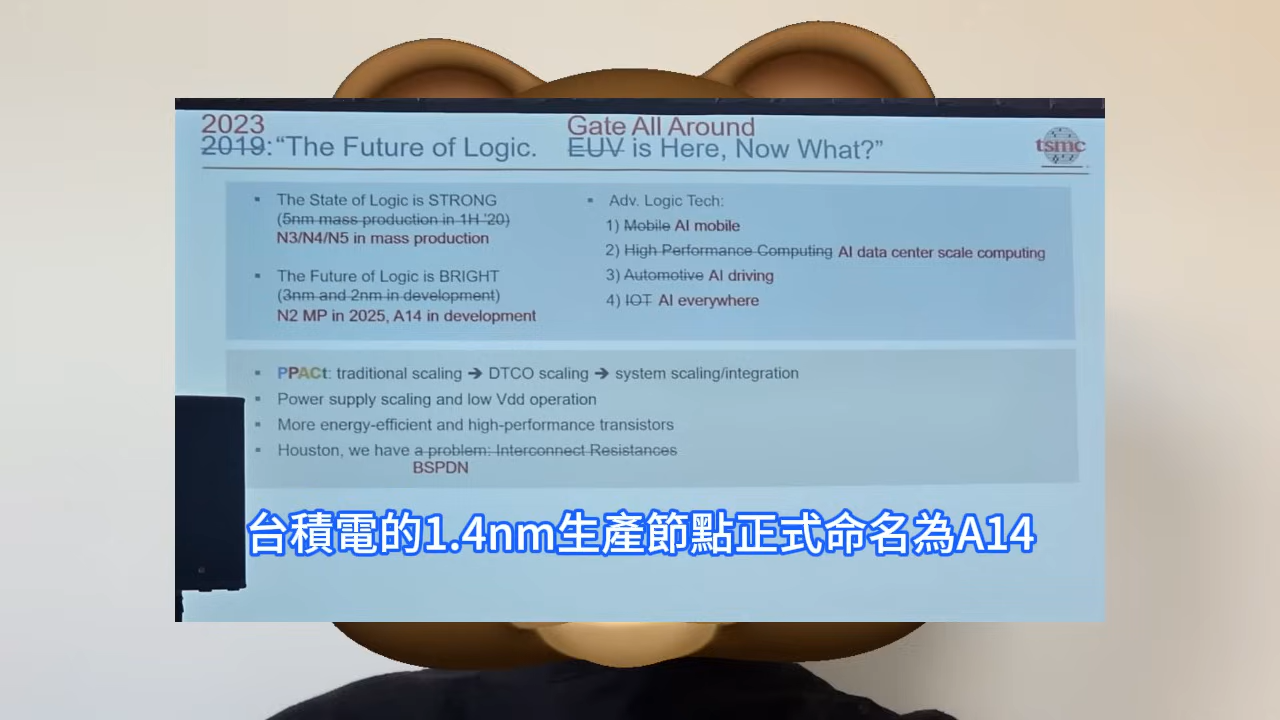 2023 Gate All Around
2019: “The Future of Logic. EUV is Here, Now What?”
tsmc
▪ The State of Logic is STRONG
(5nm mass production in 1H '20)
N3/N4/N5 in mass production
▪ The Future of Logic is BRIGHT
(3nm and 2nm in development)
N2 MP in 2025, A14 in development
▪ Adv. Logic Tech:
1) Mobile AI mobile
2) High Performance Computing AI data center scale computing
3) Automotive AI driving
4) IOT AI everywhere
▪ PPACt: traditional scaling ➔ DTCO scaling ➔ system scaling/integration
▪ Power supply scaling and low Vdd operation
▪ More energy-efficient and high-performance transistors
▪ Houston, we have a problem: Interconnect Resistances
BSPDN
台積電的1.4nm生產節點正式命名為A14